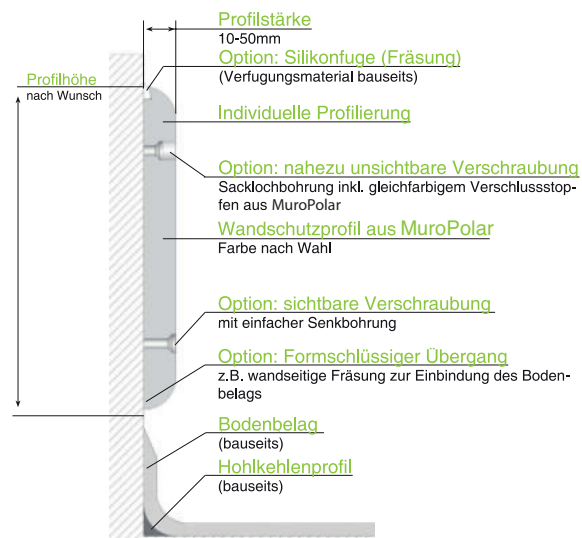 Profilstärke
10-50mm
Option: Silikonfuge (Fräsung)
(Verfugungsmaterial bauseits)
Profilhöhe
nach Wunsch
Individuelle Profilierung
Option: nahezu unsichtbare Verschraubung
Sacklochbohrung inkl. gleichfarbigem Verschlussstop-
fen aus MuroPolar
Wandschutzprofil aus MuroPolar
Farbe nach Wahl
Option: sichtbare Verschraubung
mit einfacher Senkbohrung
Option: Formschlüssiger Übergang
z.B. wandseitige Fräsung zur Einbindung des Boden-
belags
Bodenbelag
(bauseits)
Hohlkehlenprofil
(bauseits)